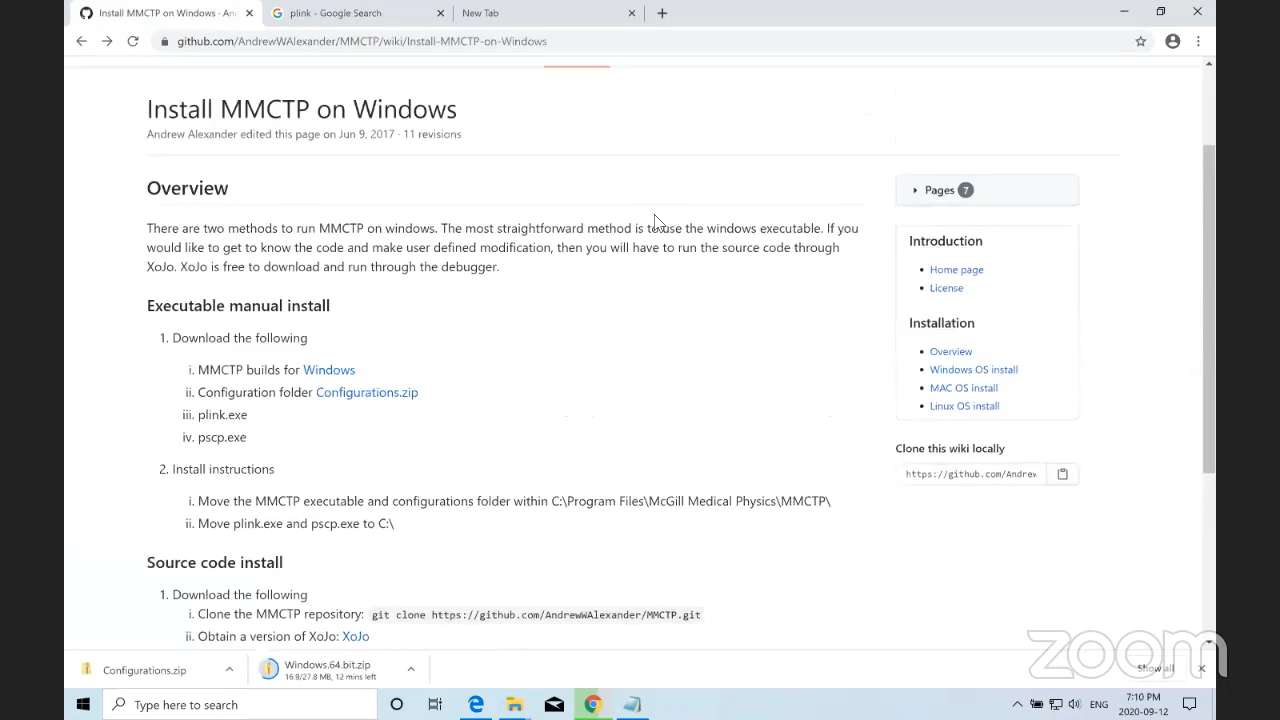 Install MMCTP on Windows · An
plink - Google Search
New Tab
github.com/AndrewWAlexander/MMCTP/wiki/Install-MMCTP-on-Windows
Install MMCTP on Windows
Andrew Alexander edited this page on Jun 9, 2017 · 11 revisions
Overview
There are two methods to run MMCTP on windows. The most straightforward method is to use the windows executable. If you
would like to get to know the code and make user defined modification, then you will have to run the source code through
XoJo. XoJo is free to download and run through the debugger.
Executable manual install
1. Download the following
i. MMCTP builds for Windows
ii. Configuration folder Configurations.zip
iii. plink.exe
iv. pscp.exe
2. Install instructions
i. Move the MMCTP executable and configurations folder within C:\Program Files\McGill Medical Physics\MMCTP\
ii. Move plink.exe and pscp.exe to C:\
Source code install
1. Download the following
i. Clone the MMCTP repository: git clone https://github.com/AndrewWAlexander/MMCTP.git
ii. Obtain a version of XoJo: XoJo
Pages 7
Introduction
Home page
License
Installation
Overview
Windows OS install
MAC OS install
Linux OS install
Clone this wiki locally
https://github.com/Andrew
Configurations.zip
Windows.64.bit.zip
16.9/27.8 MB, 12 mins left
Show all
zoom
Type here to search
ENG
7:10 PM
2020-09-12